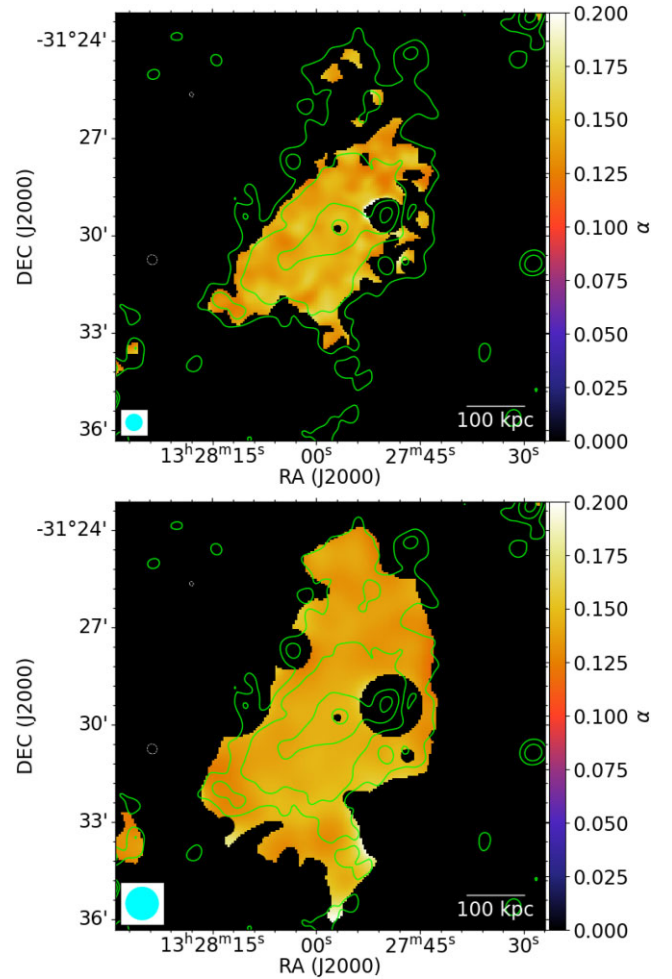 -31°24'
27'
30'
33'
36'
DEC (J2000)
13ʰ28ᵐ15ˢ
00ˢ
27ᵐ45ˢ
30ˢ
RA (J2000)
100 kpc
0.200
0.175
0.150
0.125
0.100
0.075
0.050
0.025
0.000
α
-31°24'
27'
30'
33'
36'
DEC (J2000)
13ʰ28ᵐ15ˢ
00ˢ
27ᵐ45ˢ
30ˢ
RA (J2000)
100 kpc
0.200
0.175
0.150
0.125
0.100
0.075
0.050
0.025
0.000
α